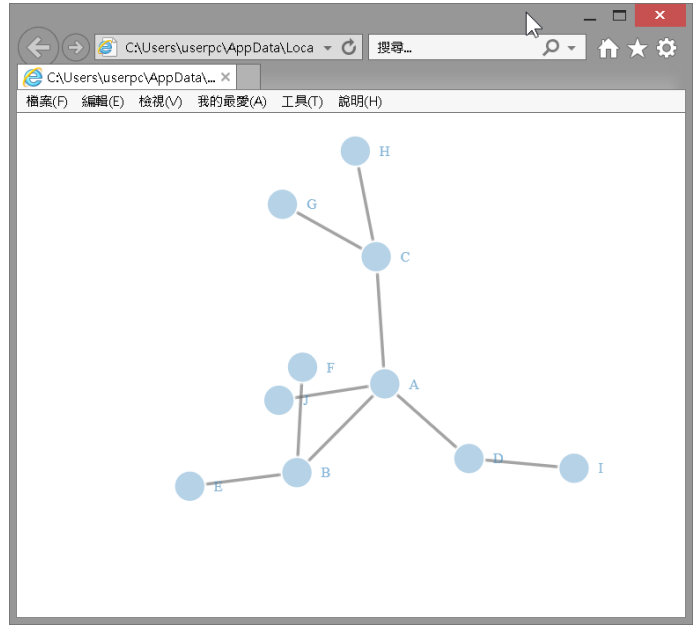 C:\Users\userpc\AppData\Loca
搜尋...
C:\Users\userpc\AppData\...
檔案(F) 編輯(E) 檢視(V) 我的最愛(A) 工具(T) 說明(H)
H
G
C
F
A
J
D
I
B
E